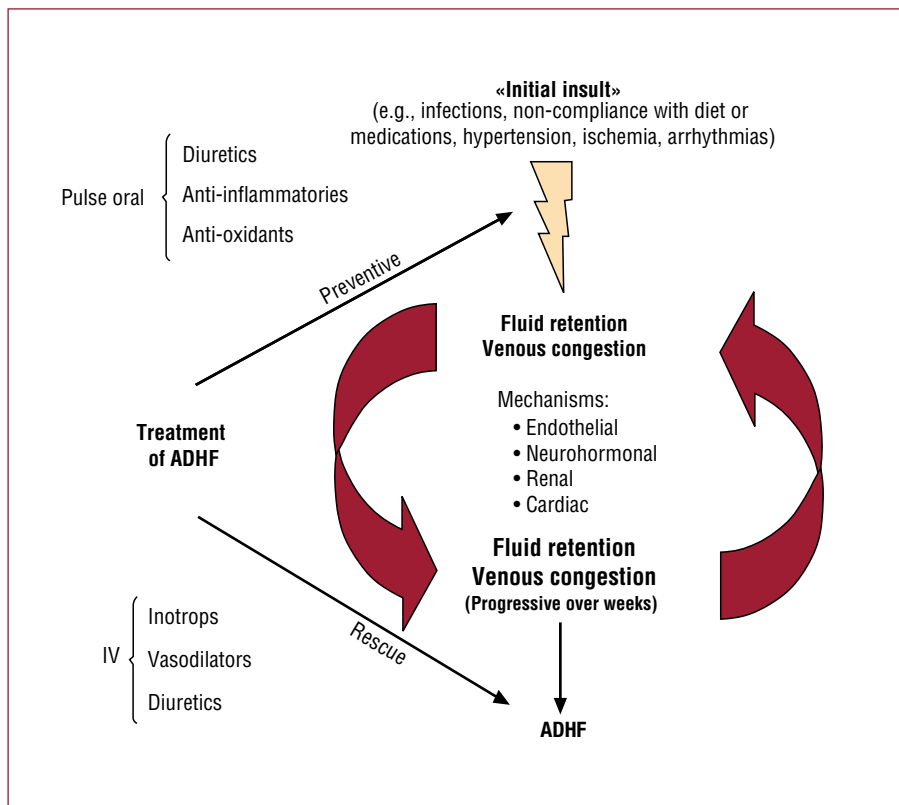 «Initial insult»
(e.g., infections, non-compliance with diet or
medications, hypertension, ischemia, arrhythmias)
Pulse oral
Diuretics
Anti-inflammatories
Anti-oxidants
Preventive
Fluid retention
Venous congestion
Mechanisms:
• Endothelial
• Neurohormonal
• Renal
• Cardiac
Treatment
of ADHF
Fluid retention
Venous congestion
(Progressive over weeks)
Rescue
IV
Inotrops
Vasodilators
Diuretics
ADHF